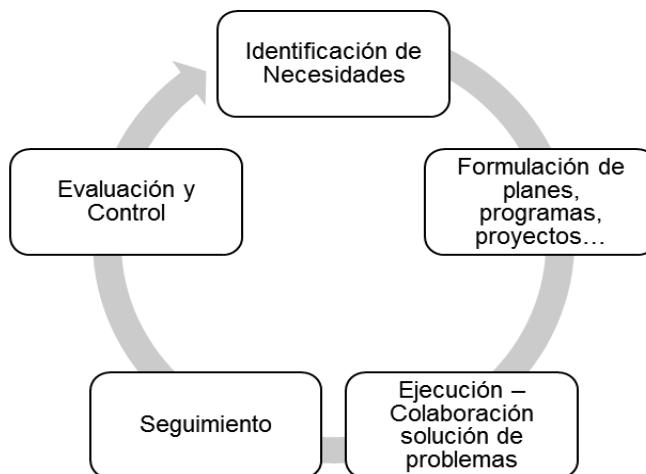 Identificación de
Necesidades
Formulación de
planes,
programas,
proyectos…
Ejecución –
Colaboración
solución de
problemas
Seguimiento
Evaluación y
Control